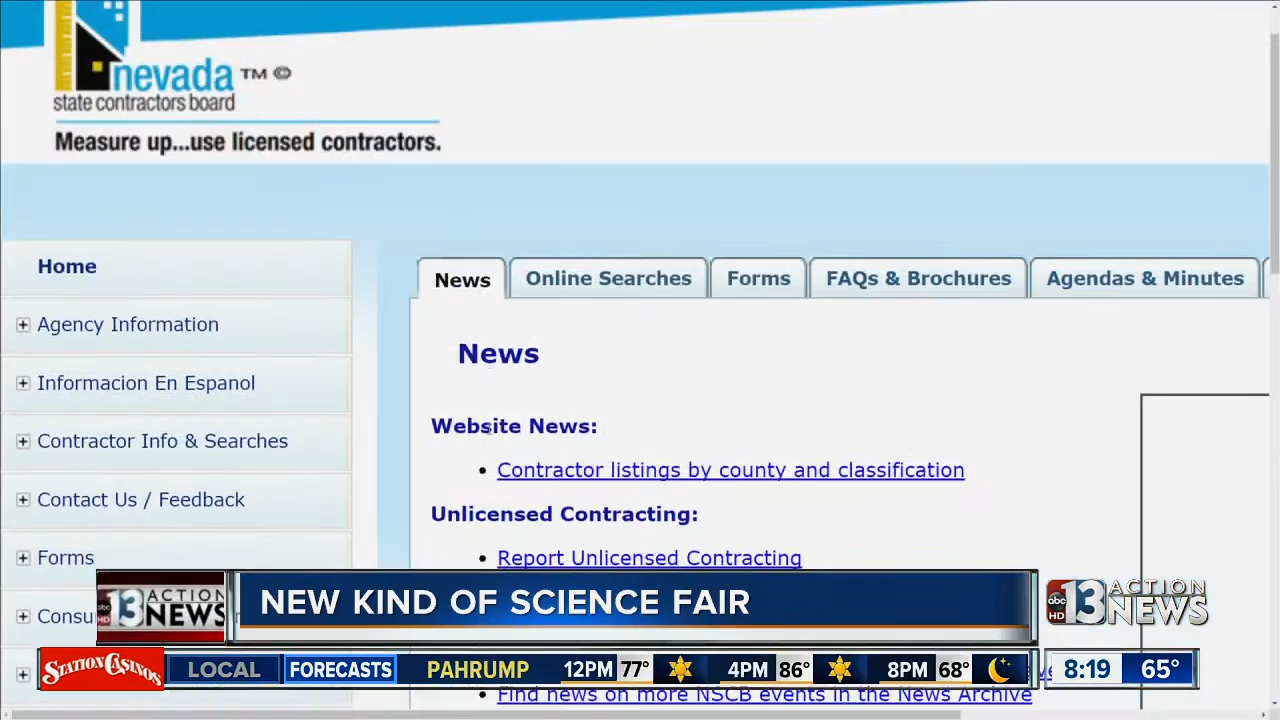 nevada TM ©
state contractors board
Measure up...use licensed contractors.
Home
Agency Information
Informacion En Espanol
Contractor Info & Searches
Contact Us / Feedback
Forms
News
Online Searches
Forms
FAQs & Brochures
Agendas & Minutes
News
Website News:
Contractor listings by county and classification
Unlicensed Contracting:
Report Unlicensed Contracting
abc HD 13 ACTION NEWS
NEW KIND OF SCIENCE FAIR
abc HD 13 ACTION NEWS
STATION CASINOS
LOCAL
FORECASTS
PAHRUMP
12PM 77°
4PM 86°
8PM 68°
8:19
65°
Find news on more NSCB events in the News Archive